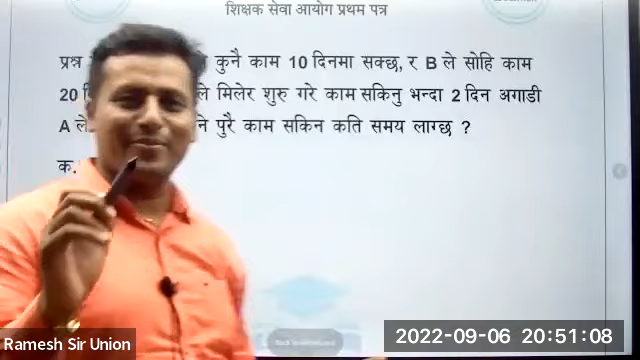 शिक्षक सेवा आयोग प्रथम पत्र
प्रश्न कुनै काम 10 दिनमा सक्छ, र B ले सोहि काम
20 ले मिलेर शुरु गरे काम सकिनु भन्दा 2 दिन अगाडी
A ले पुरै काम सकिन कति समय लाग्छ ?
क.
Ramesh Sir Union
2022-09-06 20:51:08